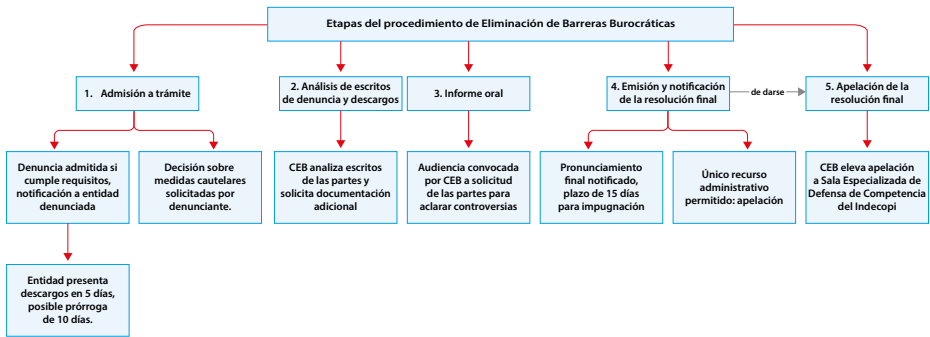 Etapas del procedimiento de Eliminación de Barreras Burocráticas
1. Admisión a trámite
2. Análisis de escritos
de denuncia y descargos
3. Informe oral
4. Emisión y notificación
de la resolución final
de darse
5. Apelación de la
resolución final
Denuncia admitida si
cumple requisitos,
notificación a entidad
denunciada
Decisión sobre
medidas cautelares
solicitadas por
denunciante.
CEB analiza escritos
de las partes y
solicita documentación
adicional
Audiencia convocada
por CEB a solicitud
de las partes para
aclarar controversias
Pronunciamiento
final notificado,
plazo de 15 días
para impugnación
Único recurso
administrativo
permitido: apelación
CEB eleva apelación
a Sala Especializada de
Defensa de Competencia
del Indecopi
Entidad presenta
descargos en 5 días,
posible prórroga
de 10 días.